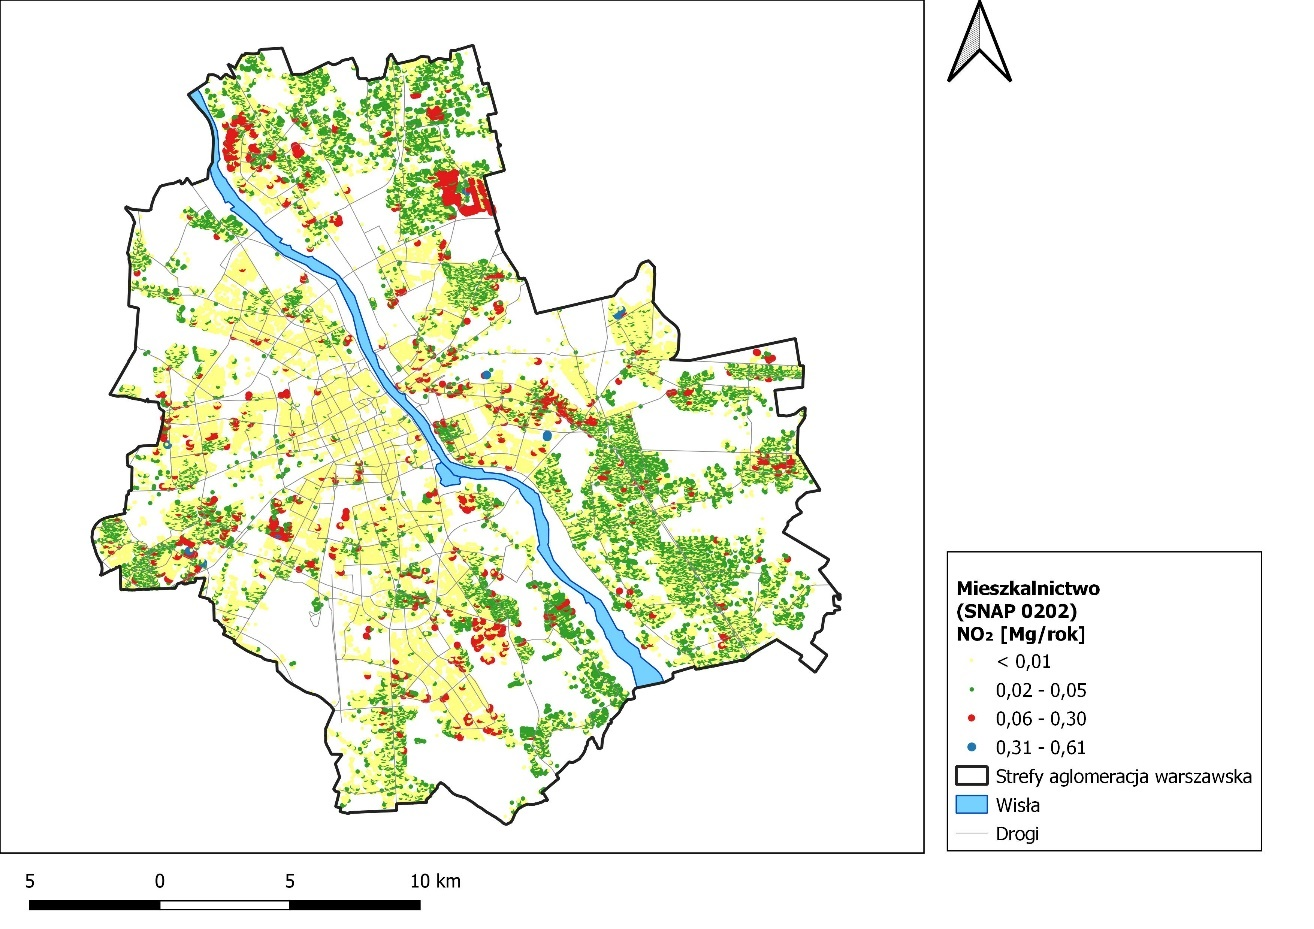 Mieszkalnictwo
(SNAP 0202)
NO₂ [Mg/rok]
< 0,01
0,02 - 0,05
0,06 - 0,30
0,31 - 0,61
Strefy aglomeracja warszawska
Wisła
Drogi
5 0 5 10 km